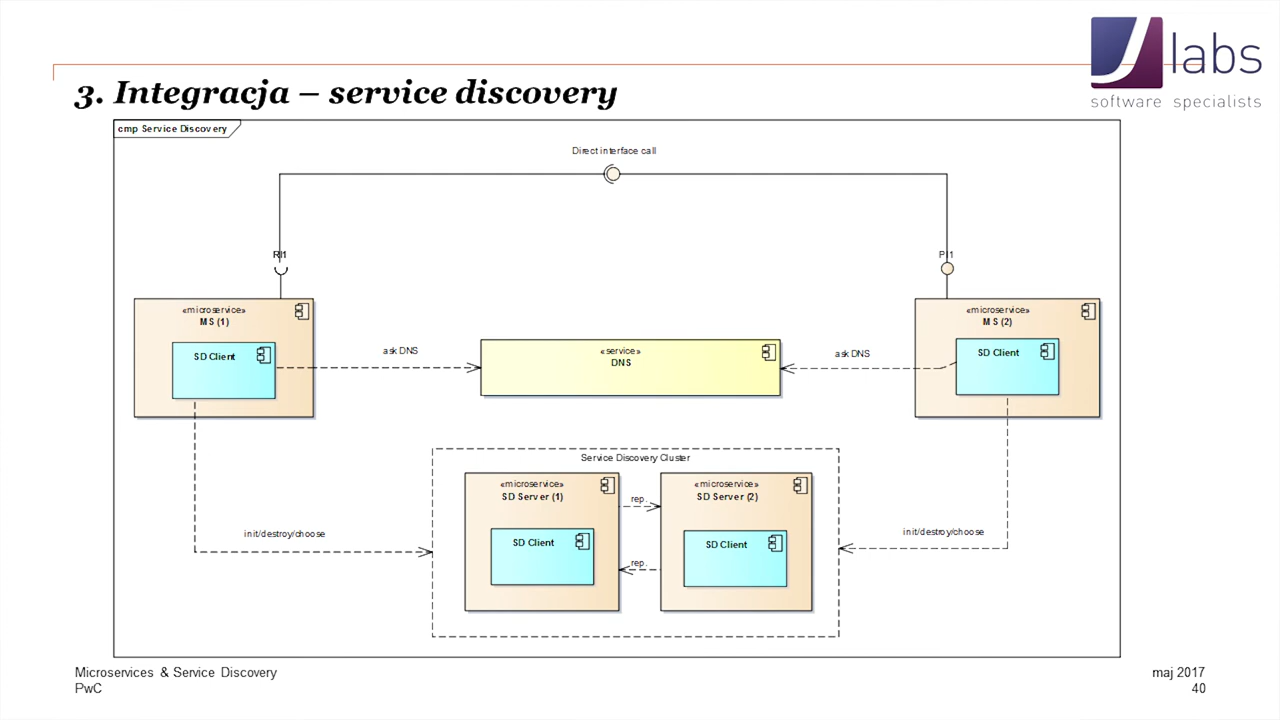 labs
software specialists
3. Integracja – service discovery
cmp Service Discovery
Direct interface call
RI1
PI1
«microservice»
MS (1)
SD Client
ask DNS
«service»
DNS
ask DNS
«microservice»
MS (2)
SD Client
Service Discovery Cluster
«microservice»
SD Server (1)
SD Client
rep.
rep.
«microservice»
SD Server (2)
SD Client
init/destroy/choose
init/destroy/choose
Microservices & Service Discovery
PwC
maj 2017
40